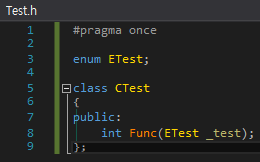 Test.h
1 #pragma once
2
3 enum ETest;
4
5 class CTest
6 {
7 public:
8 int Func(ETest _test);
9 };